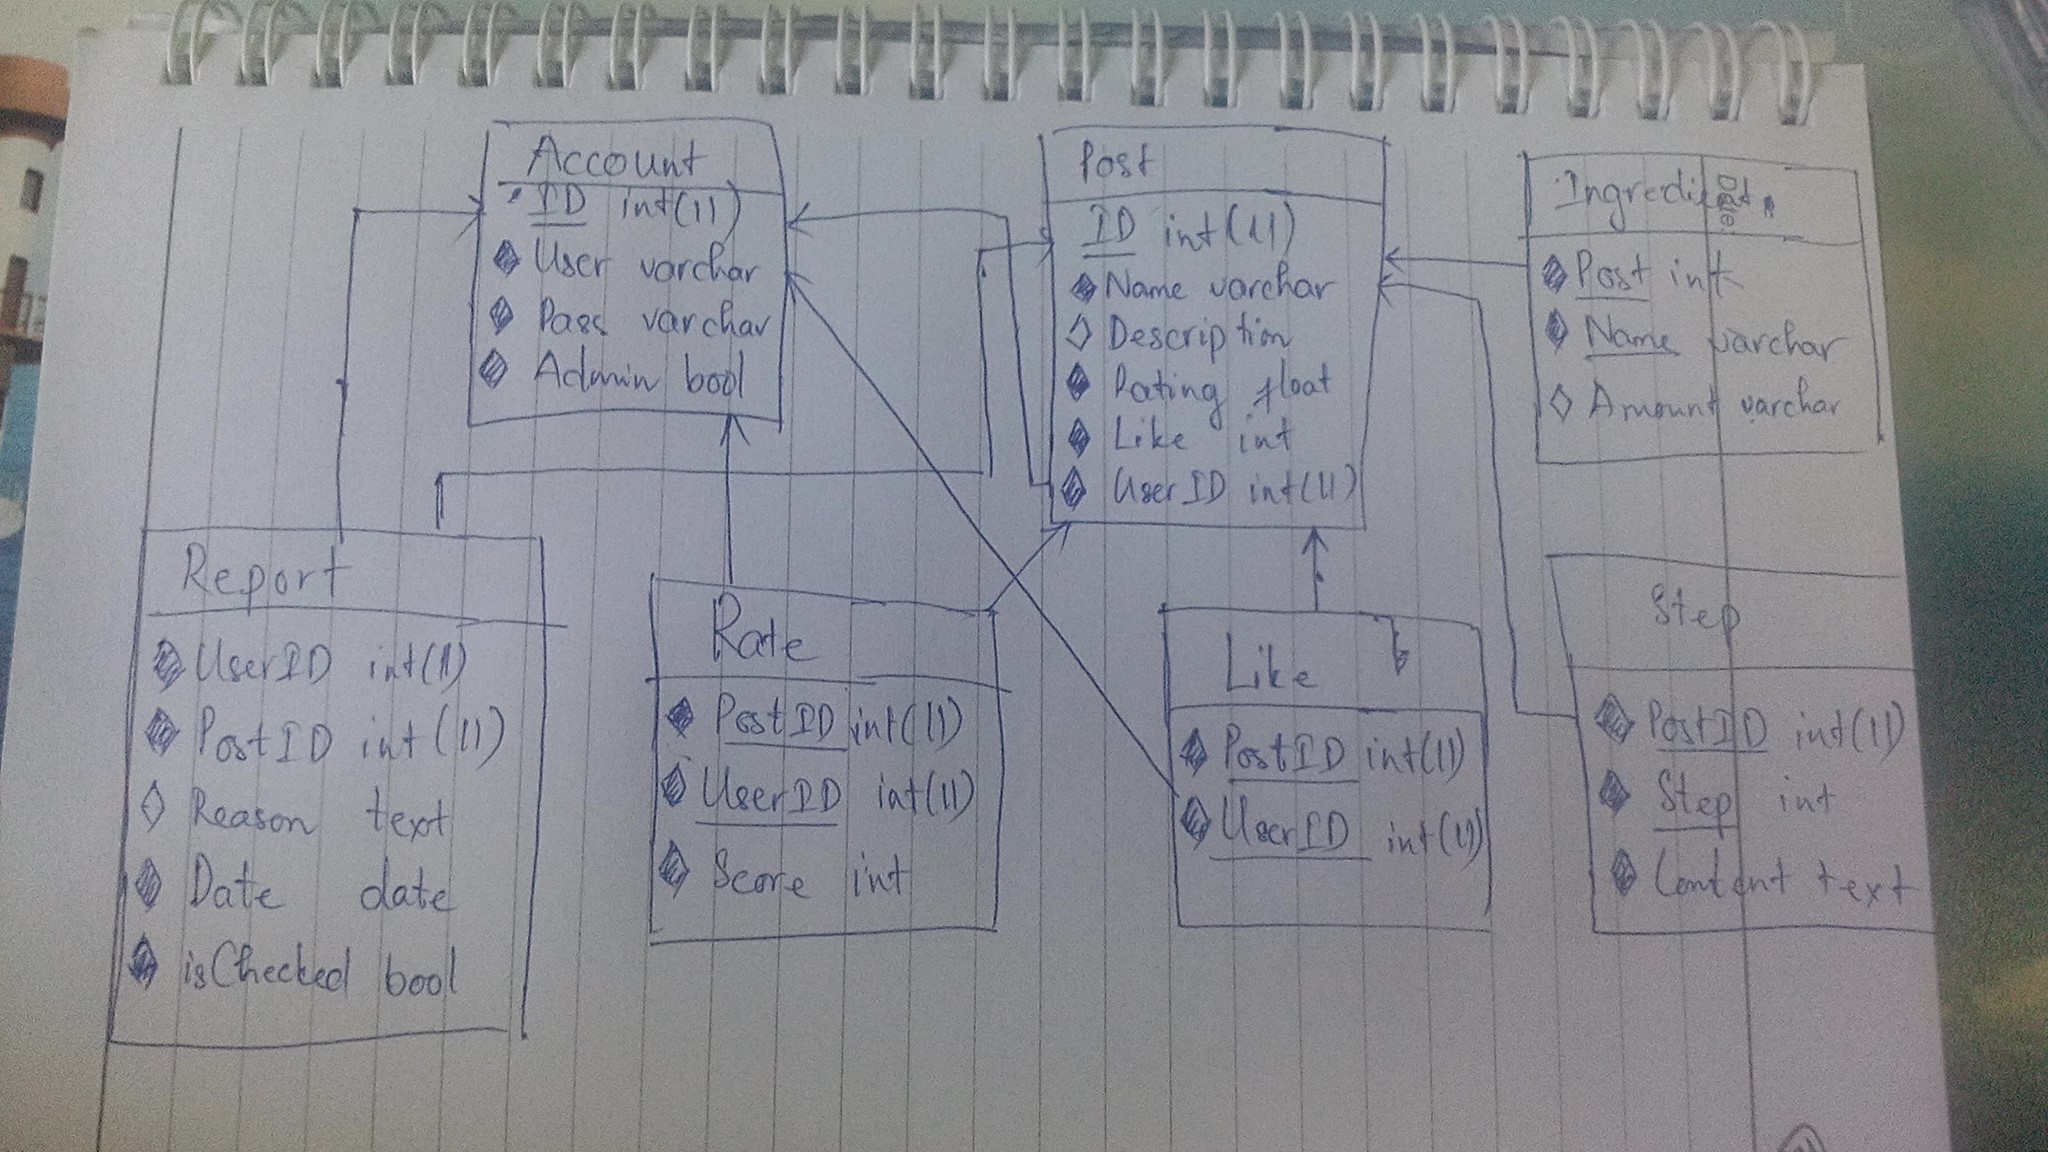 Account
ID int(11)
User varchar
Pass varchar
Admin bool
Post
ID int(11)
Name varchar
Description
Rating float
Like int
UserID int(11)
Ingredient
Post int
Name varchar
Amount varchar
Report
UserID int(11)
PostID int(11)
Reason text
Date date
isChecked bool
Rate
PostID int(11)
UserID int(11)
Score int
Like
PostID int(11)
UserID int(11)
Step
PostID int(11)
Step int
Content text